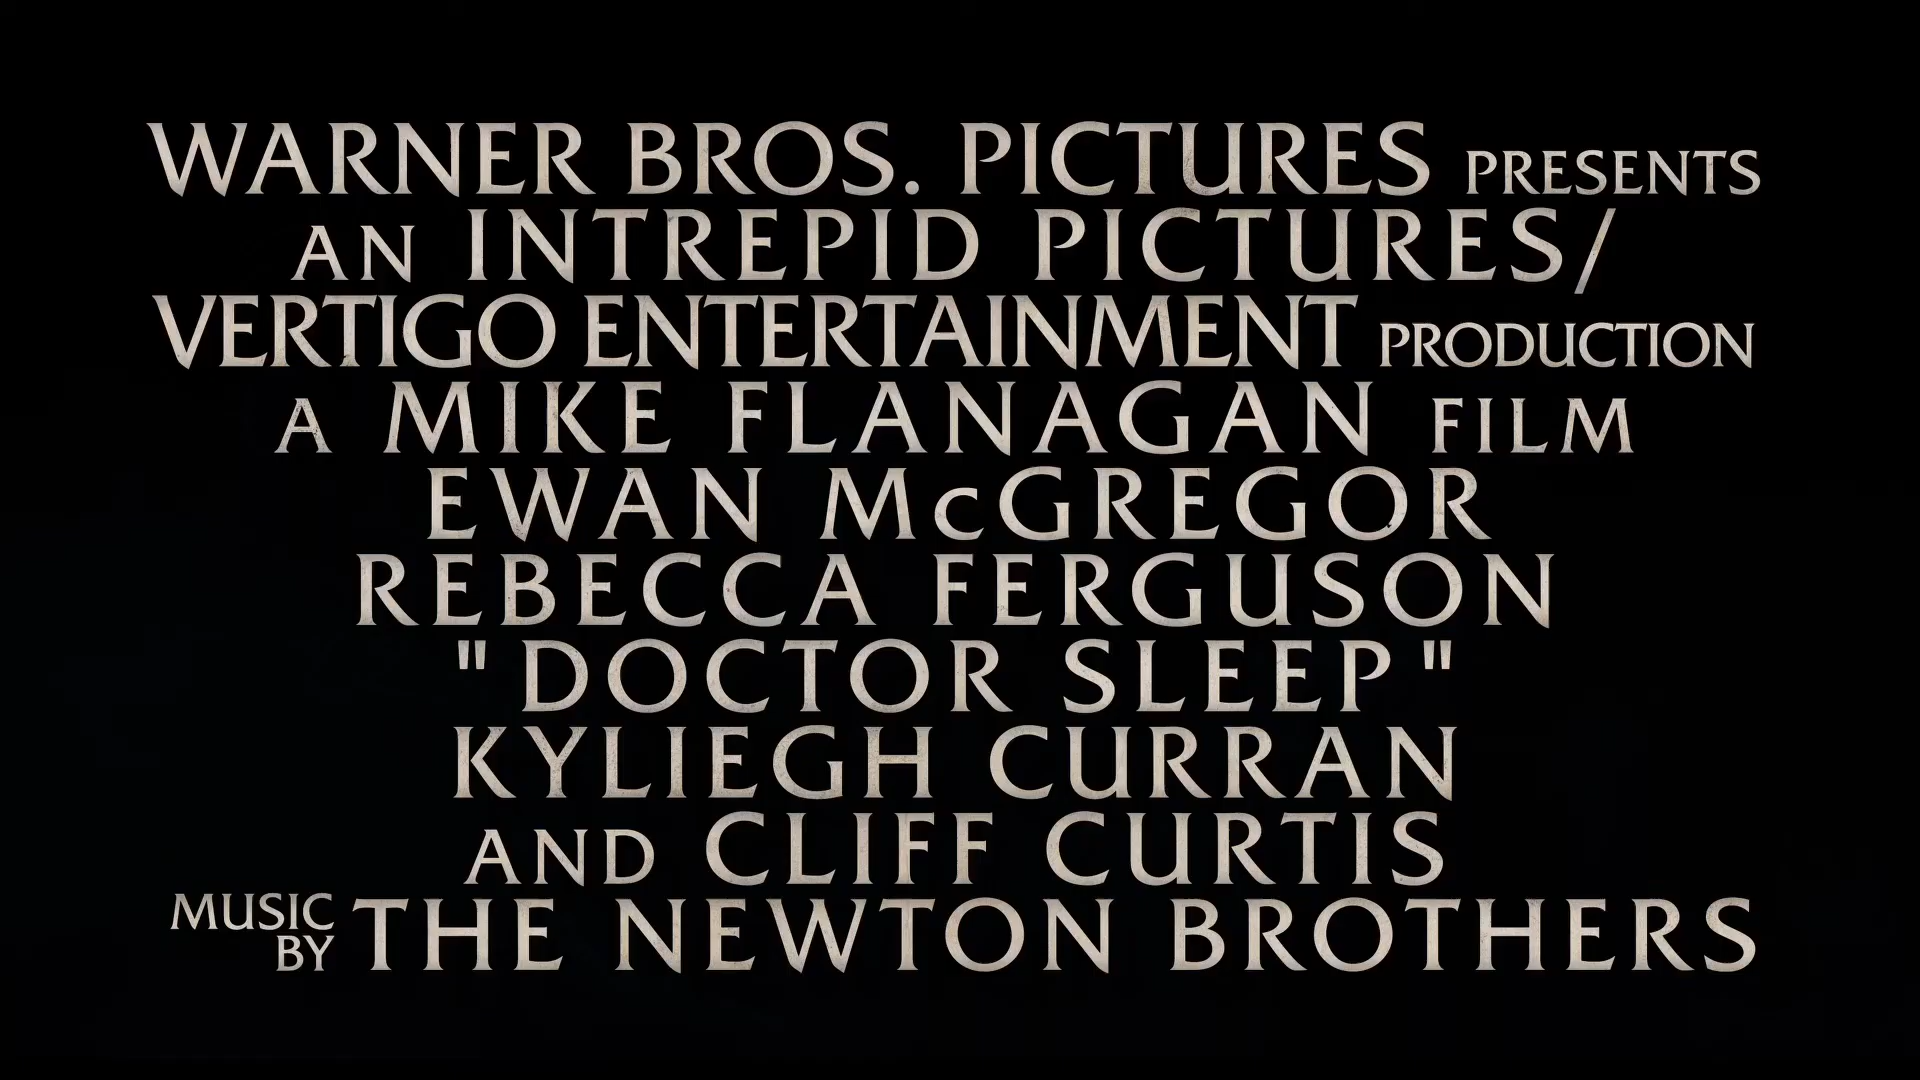 WARNER BROS. PICTURES PRESENTS
AN INTREPID PICTURES/
VERTIGO ENTERTAINMENT PRODUCTION
A MIKE FLANAGAN FILM
EWAN McGREGOR
REBECCA FERGUSON
"DOCTOR SLEEP"
KYLIEGH CURRAN
AND CLIFF CURTIS
MUSIC BY THE NEWTON BROTHERS